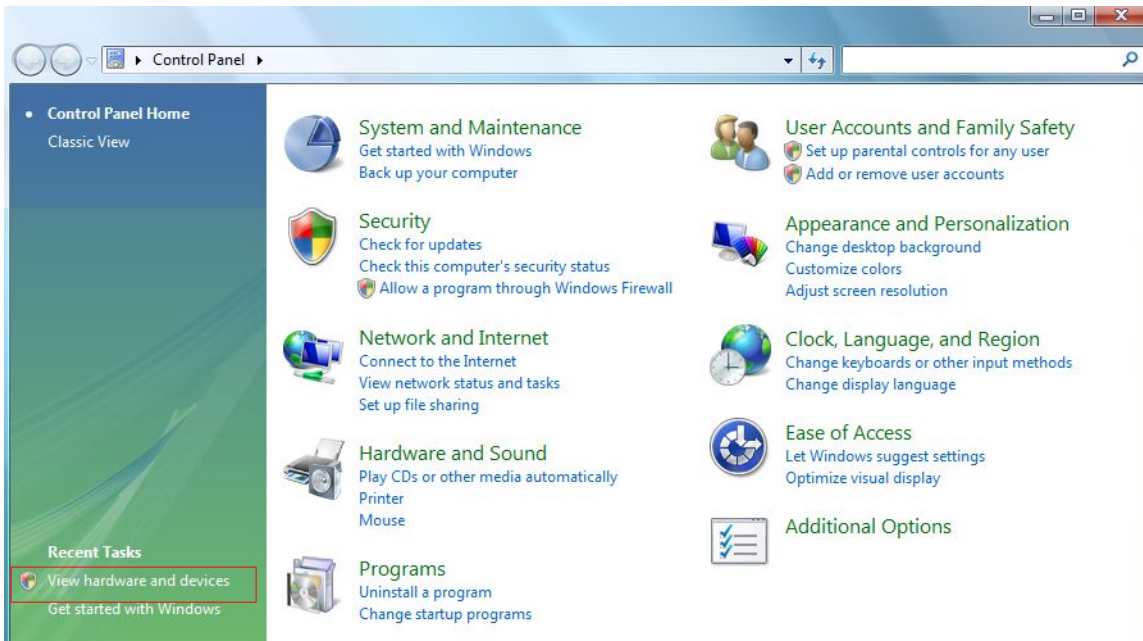 Control Panel
Control Panel Home
Classic View
Recent Tasks
View hardware and devices
Get started with Windows
System and Maintenance
Get started with Windows
Back up your computer
Security
Check for updates
Check this computer's security status
Allow a program through Windows Firewall
Network and Internet
Connect to the Internet
View network status and tasks
Set up file sharing
Hardware and Sound
Play CDs or other media automatically
Printer
Mouse
Programs
Uninstall a program
Change startup programs
User Accounts and Family Safety
Set up parental controls for any user
Add or remove user accounts
Appearance and Personalization
Change desktop background
Customize colors
Adjust screen resolution
Clock, Language, and Region
Change keyboards or other input methods
Change display language
Ease of Access
Let Windows suggest settings
Optimize visual display
Additional Options